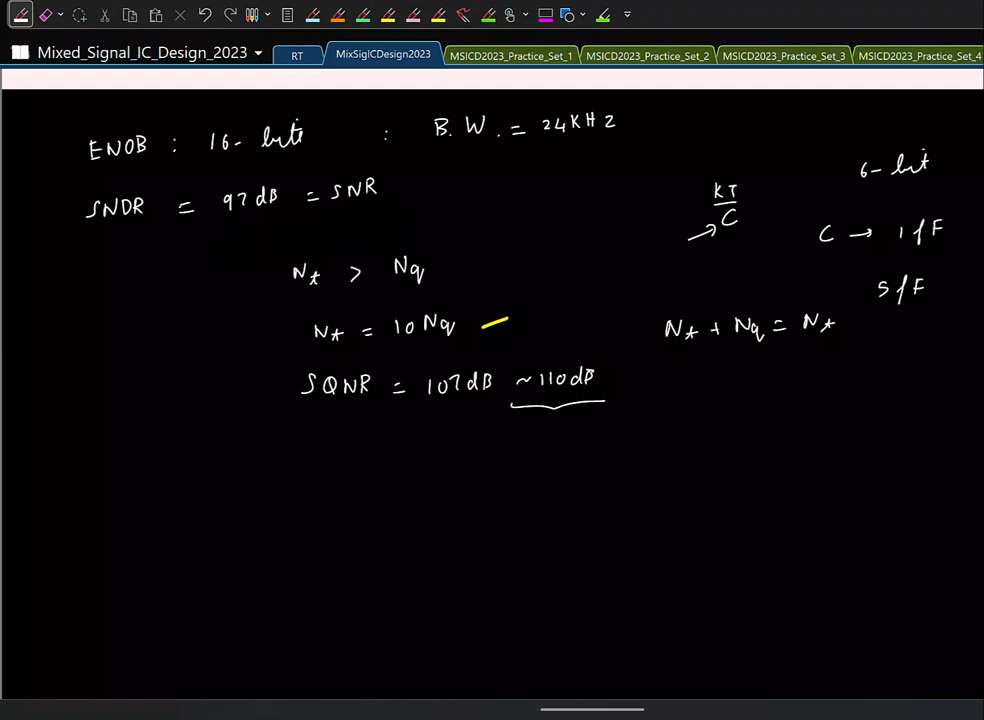 Mixed_Signal_IC_Design_2023
RT MixSigICDesign2023 MSICD2023_Practice_Set_1 MSICD2023_Practice_Set_2 MSICD2023_Practice_Set_3 MSICD2023_Practice_Set_4
ENOB : 16- bits : B.W. = 24KHz
6-bit
SNDR = 97dB = SNR
KT/C
C → 1fF
5fF
Nt > Nq
Nt = 10Nq
Nt + Nq = Nt
SQNR = 107dB ~110dB